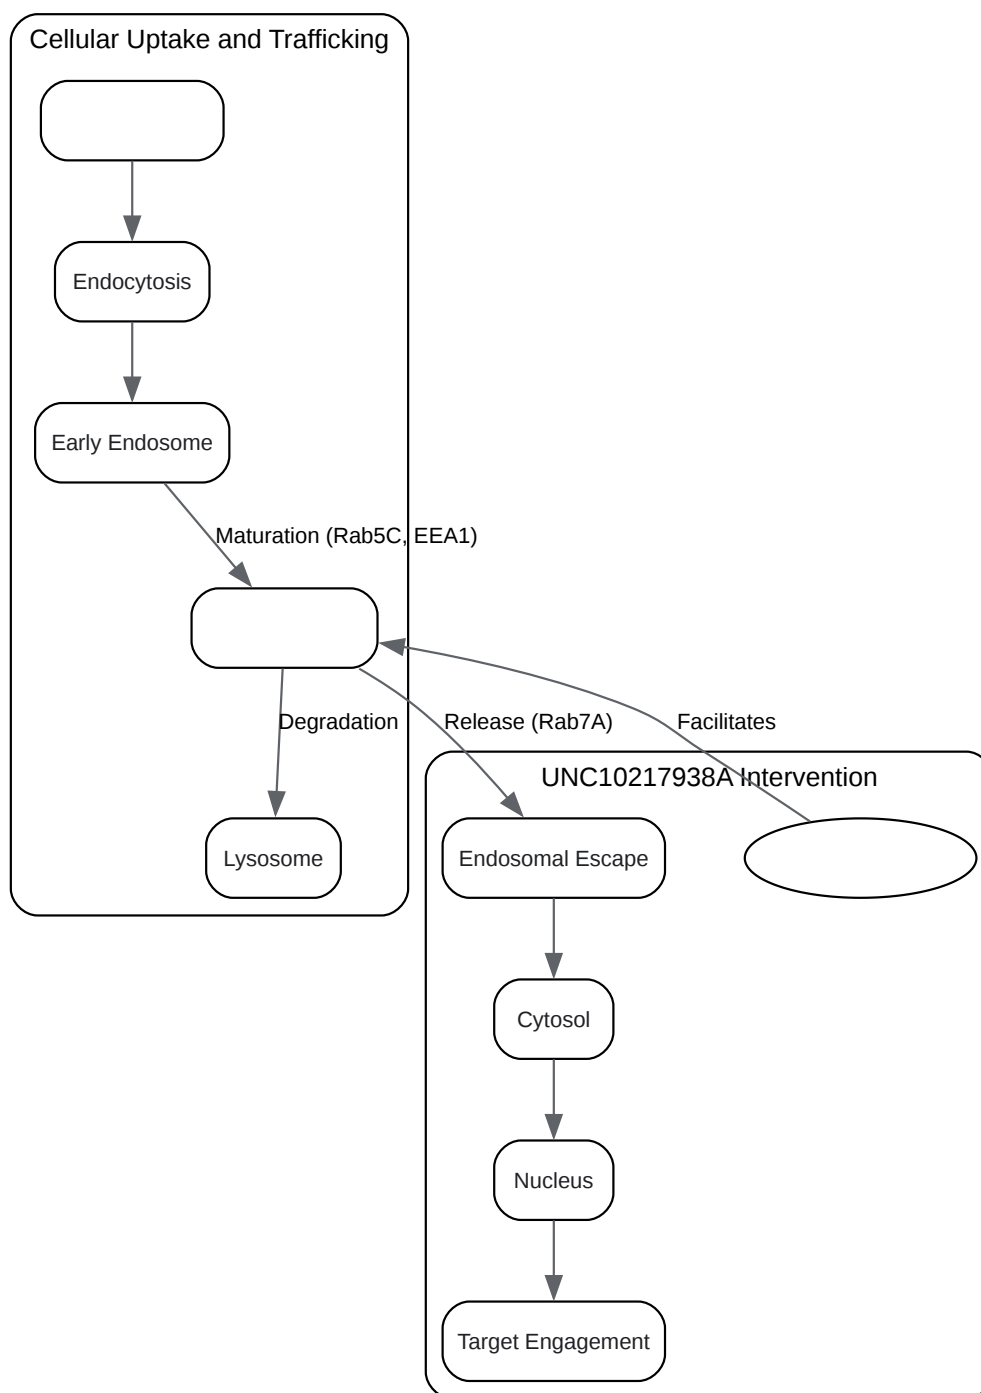 Cellular Uptake and Trafficking
Endocytosis
Early Endosome
Maturation (Rab5C, EEA1)
Degradation
Release (Rab7A)
Facilitates
Lysosome
UNC10217938A Intervention
Endosomal Escape
Cytosol
Nucleus
Target Engagement